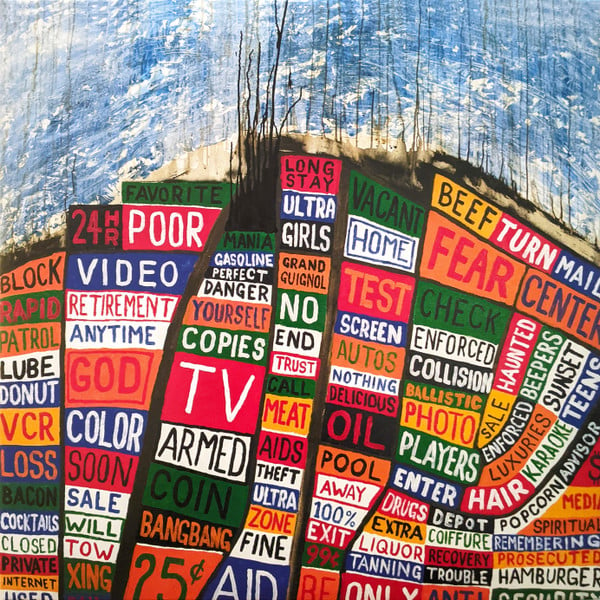 BLOCK
RAPID
PATROL
LUBE
DONUT
VCR
LOSS
BACON
COCKTAILS
CLOSED
PRIVATE
INTERNET
USED
FAVORITE
24HR
POOR
VIDEO
RETIREMENT
ANYTIME
GOD
COLOR
SOON
SALE
WILL
TOW
XING
MANIA
GASOLINE
PERFECT
DANGER
YOURSELF
COPIES
TV
ARMED
COIN
BANGBANG
25¢
AID
LONG
STAY
ULTRA
GIRLS
GRAND
GUIGNOL
NO
END
TRUST
CALL
MEAT
AIDS
THEFT
ULTRA
ZONE
FINE
VACANT
HOME
TEST
SCREEN
AUTOS
NOTHING
DELICIOUS
OIL
POOL
AWAY
100%
EXIT
99¢
BE
ONLY
BEEF
TURN
MAIL
FEAR
CENTER
CHECK
ENFORCED
COLLISION
BALLISTIC
PHOTO
PLAYERS
ENTER
HAIR
DRUGS
EXTRA
LIQUOR
TANNING
ANTI
HAUNTED
SALE
BEEPERS
ENFORCED
SUNSET
LUXURIES
TEENS
KARAOKE
ADVISOR
POPCORN
DEPOT
COIFFURE
RECOVERY
TROUBLE
MEDIA
SPIRITUAL
REMEMBERING
PROSECUTED
HAMBURGER
SECURITY